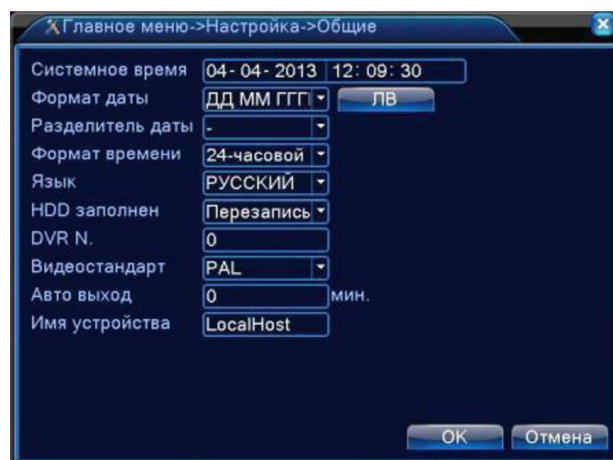 Главное меню->Настройка->Общие
Системное время 04- 04- 2013 12: 09: 30
Формат даты ДД ММ ГГГ ЛВ
Разделитель даты -
Формат времени 24-часовой
Язык РУССКИЙ
HDD заполнен Перезапись
DVR N. 0
Видеостандарт PAL
Авто выход 0 мин.
Имя устройства LocalHost
OK Отмена